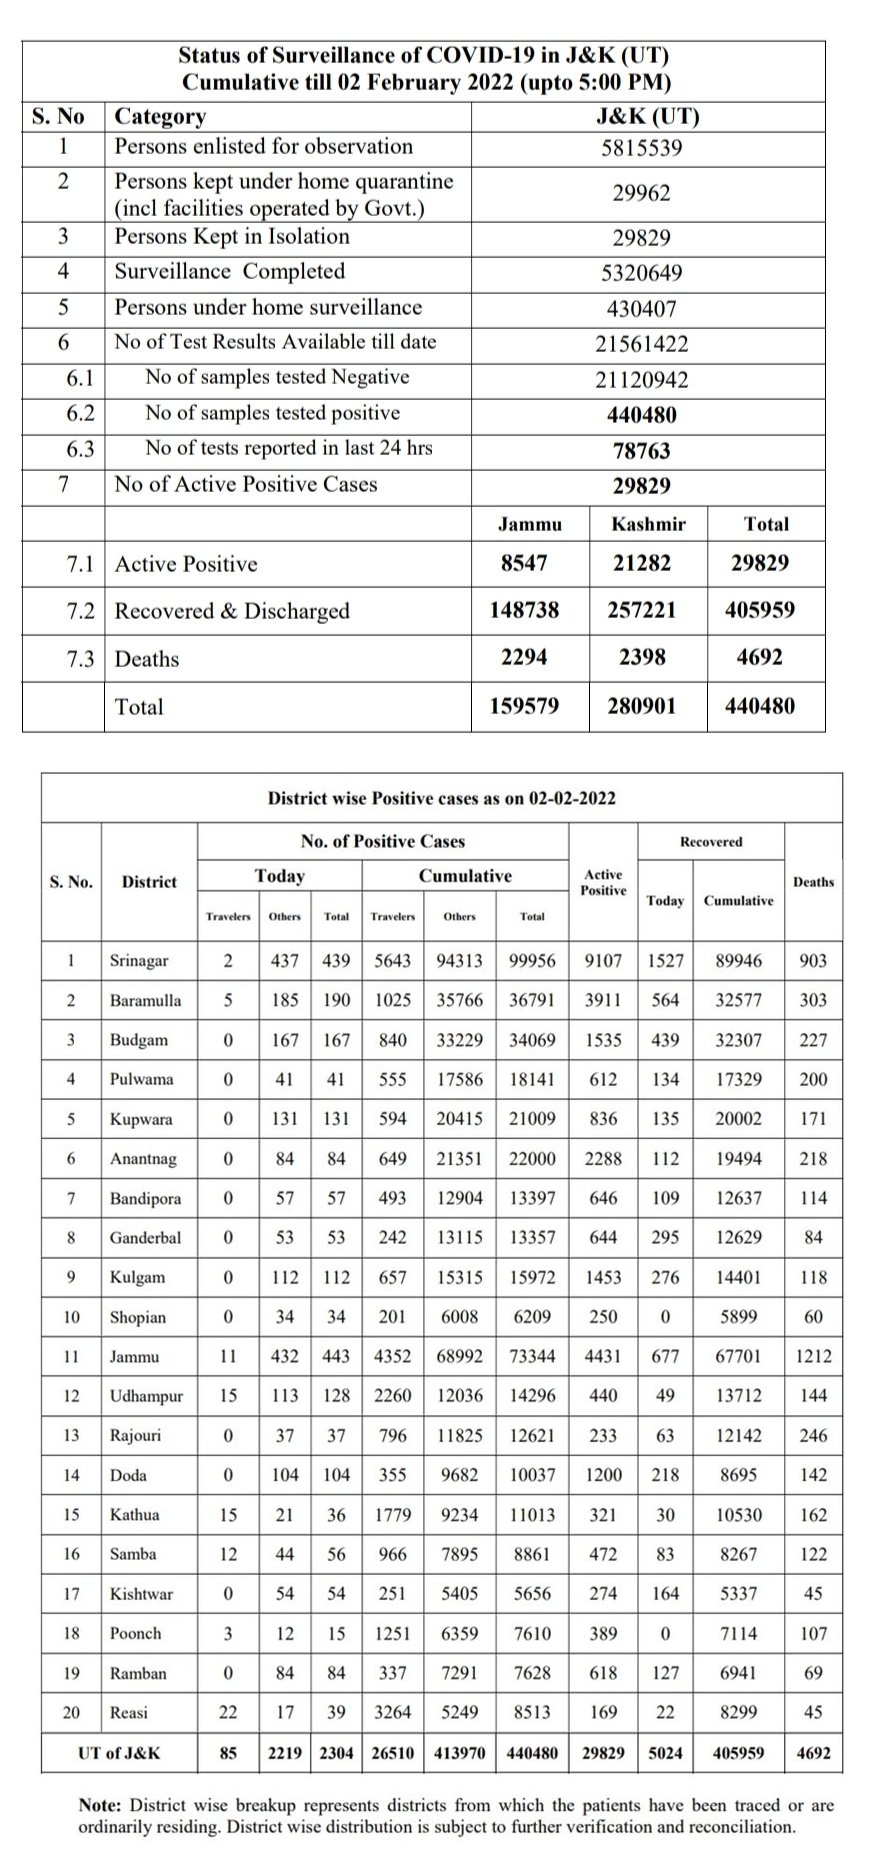 Status of Surveillance of COVID-19 in J&K (UT)
Cumulative till 02 February 2022 (upto 5:00 PM)
S. No Category J&K (UT)
1 Persons enlisted for observation 5815539
2 Persons kept under home quarantine
(incl facilities operated by Govt.) 29962
3 Persons Kept in Isolation 29829
4 Surveillance Completed 5320649
5 Persons under home surveillance 430407
6 No of Test Results Available till date 21561422
6.1 No of samples tested Negative 21120942
6.2 No of samples tested positive 440480
6.3 No of tests reported in last 24 hrs 78763
7 No of Active Positive Cases 29829
Jammu Kashmir Total
7.1 Active Positive 8547 21282 29829
7.2 Recovered & Discharged 148738 257221 405959
7.3 Deaths 2294 2398 4692
Total 159579 280901 440480
District wise Positive cases as on 02-02-2022
S. No. District No. of Positive Cases Active Positive Recovered Deaths
Today Cumulative Today Cumulative
Travelers Others Total Travelers Others Total
1 Srinagar 2 437 439 5643 94313 99956 9107 1527 89946 903
2 Baramulla 5 185 190 1025 35766 36791 3911 564 32577 303
3 Budgam 0 167 167 840 33229 34069 1535 439 32307 227
4 Pulwama 0 41 41 555 17586 18141 612 134 17329 200
5 Kupwara 0 131 131 594 20415 21009 836 135 20002 171
6 Anantnag 0 84 84 649 21351 22000 2288 112 19494 218
7 Bandipora 0 57 57 493 12904 13397 646 109 12637 114
8 Ganderbal 0 53 53 242 13115 13357 644 295 12629 84
9 Kulgam 0 112 112 657 15315 15972 1453 276 14401 118
10 Shopian 0 34 34 201 6008 6209 250 0 5899 60
11 Jammu 11 432 443 4352 68992 73344 4431 677 67701 1212
12 Udhampur 15 113 128 2260 12036 14296 440 49 13712 144
13 Rajouri 0 37 37 796 11825 12621 233 63 12142 246
14 Doda 0 104 104 355 9682 10037 1200 218 8695 142
15 Kathua 15 21 36 1779 9234 11013 321 30 10530 162
16 Samba 12 44 56 966 7895 8861 472 83 8267 122
17 Kishtwar 0 54 54 251 5405 5656 274 164 5337 45
18 Poonch 3 12 15 1251 6359 7610 389 0 7114 107
19 Ramban 0 84 84 337 7291 7628 618 127 6941 69
20 Reasi 22 17 39 3264 5249 8513 169 22 8299 45
UT of J&K 85 2219 2304 26510 413970 440480 29829 5024 405959 4692
Note: District wise breakup represents districts from which the patients have been traced or are
ordinarily residing. District wise distribution is subject to further verification and reconciliation.